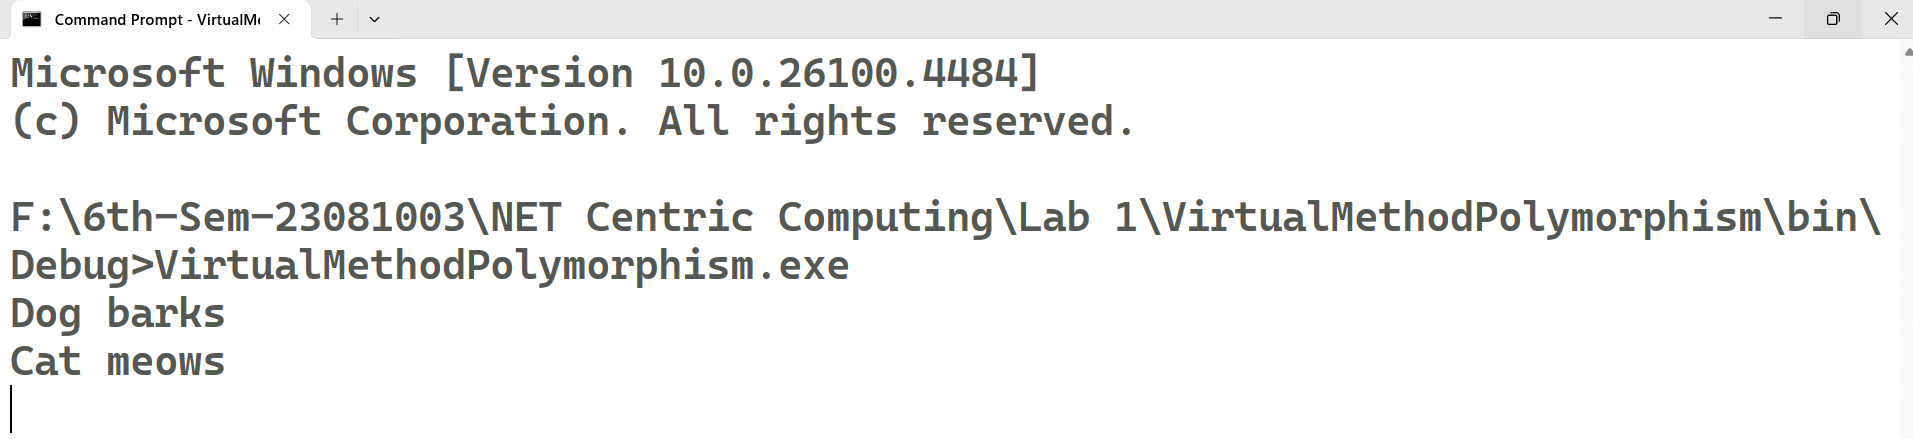 Command Prompt - VirtualMe
Microsoft Windows [Version 10.0.26100.4484]
(c) Microsoft Corporation. All rights reserved.
F:\6th-Sem-23081003\NET Centric Computing\Lab 1\VirtualMethodPolymorphism\bin\
Debug>VirtualMethodPolymorphism.exe
Dog barks
Cat meows